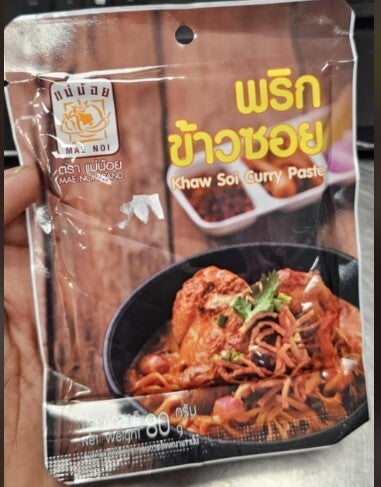 แม่น้อย
MAE NOI
ตรา แม่น้อย
MAE NOI BRAND
พริก
ข้าวซอย
Khaw Soi Curry Paste
80 กรัม
Net Weight 80 g.